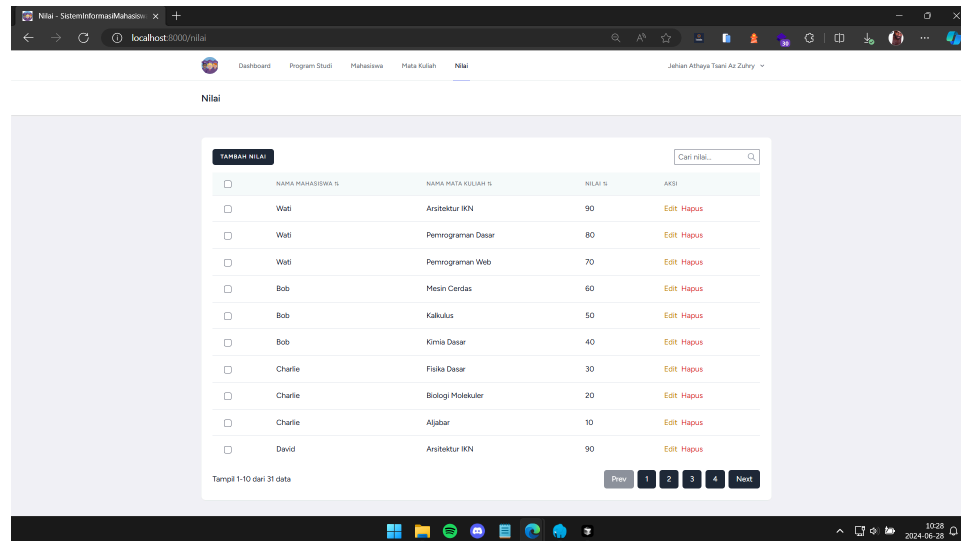 Nilai - SistemInformasiMahasisw
localhost:8000/nilai
30
Dashboard Program Studi Mahasiswa Mata Kuliah Nilai Jehian Athaya Tsani Az Zuhry
Nilai
TAMBAH NILAI Cari nilai...
NAMA MAHASISWA NAMA MATA KULIAH NILAI AKSI
Wati Arsitektur IKN 90 Edit Hapus
Wati Pemrograman Dasar 80 Edit Hapus
Wati Pemrograman Web 70 Edit Hapus
Bob Mesin Cerdas 60 Edit Hapus
Bob Kalkulus 50 Edit Hapus
Bob Kimia Dasar 40 Edit Hapus
Charlie Fisika Dasar 30 Edit Hapus
Charlie Biologi Molekuler 20 Edit Hapus
Charlie Aljabar 10 Edit Hapus
David Arsitektur IKN 90 Edit Hapus
Tampil 1-10 dari 31 data Prev 1 2 3 4 Next
10:28
2024-06-28